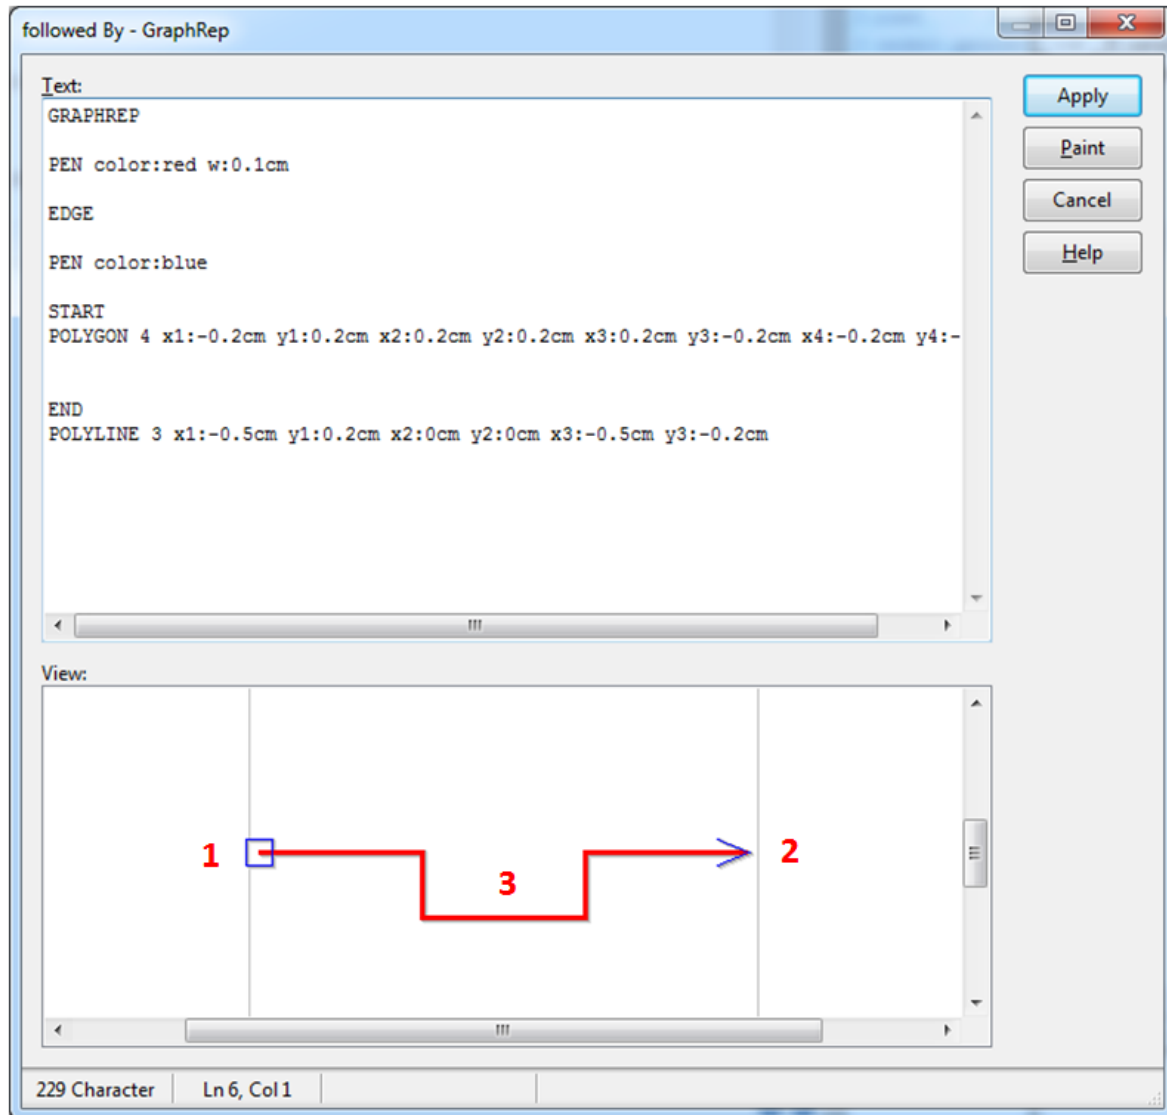 followed By - GraphRep
Text:
GRAPHREP
PEN color:red w:0.1cm
EDGE
PEN color:blue
START
POLYGON 4 x1:-0.2cm y1:0.2cm x2:0.2cm y2:0.2cm x3:0.2cm y3:-0.2cm x4:-0.2cm y4:-
END
POLYLINE 3 x1:-0.5cm y1:0.2cm x2:0cm y2:0cm x3:-0.5cm y3:-0.2cm
Apply
Paint
Cancel
Help
View:
1
2
3
229 Character
Ln 6, Col 1